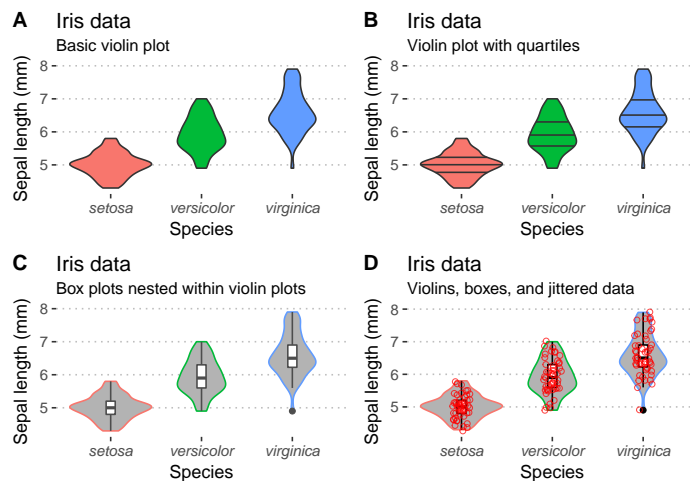 A Iris data
Basic violin plot
8
7
6
5
Sepal length (mm)
setosa versicolor virginica
Species
B Iris data
Violin plot with quartiles
8
7
6
5
Sepal length (mm)
setosa versicolor virginica
Species
C Iris data
Box plots nested within violin plots
8
7
6
5
Sepal length (mm)
setosa versicolor virginica
Species
D Iris data
Violins, boxes, and jittered data
8
7
6
5
Sepal length (mm)
setosa versicolor virginica
Species